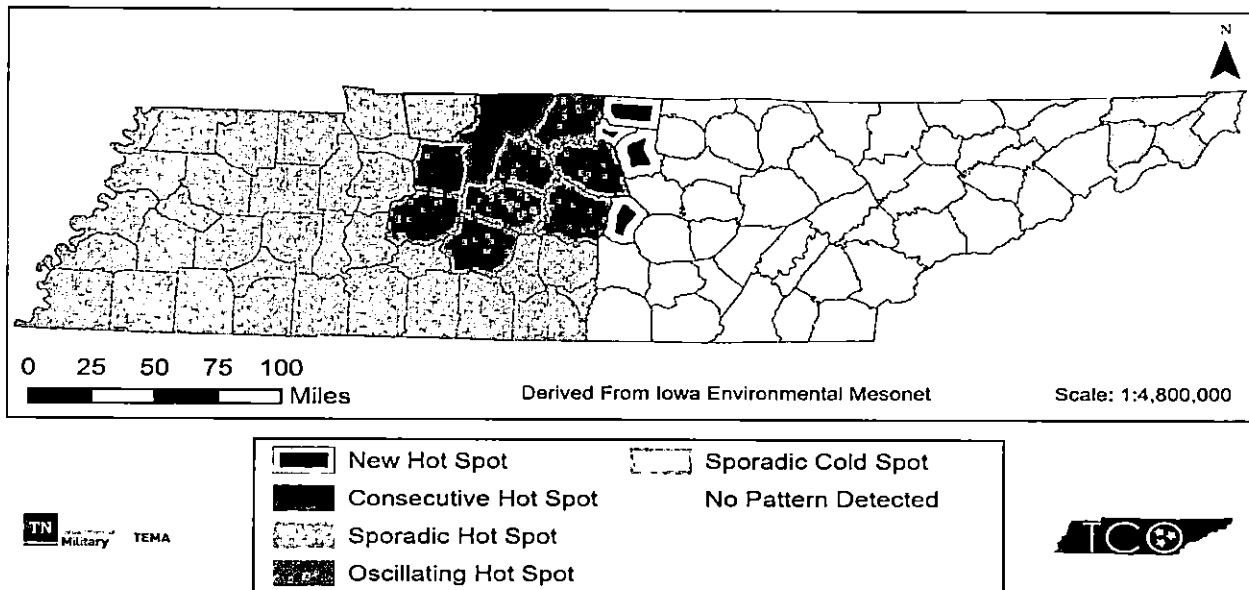 N
0 25 50 75 100
Miles
Derived From Iowa Environmental Mesonet
Scale: 1:4,800,000
New Hot Spot
Consecutive Hot Spot
Sporadic Hot Spot
Oscillating Hot Spot
Sporadic Cold Spot
No Pattern Detected
TN
Military
TEMA
TCO